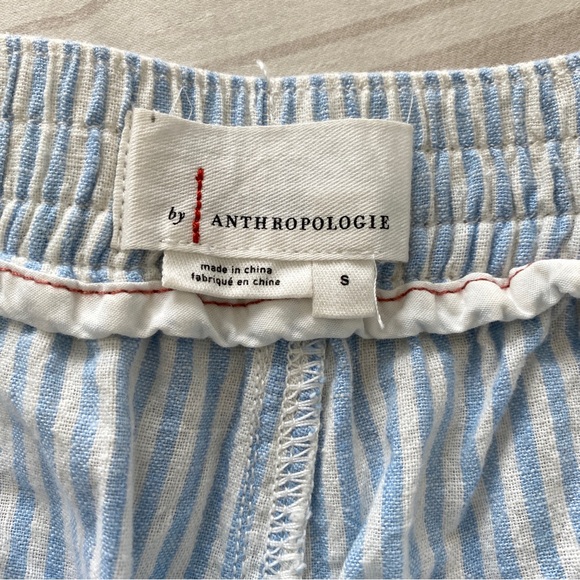 by ANTHROPOLOGIE
made in china
fabriqué en chine
S